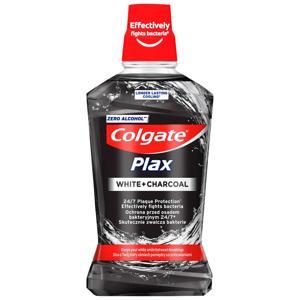 Effectively
fights bacteria*
LONGER LASTING
COOLING†
ZERO ALCOHOL**
Colgate®
Plax
WHITE+CHARCOAL
24/7 Plaque Protection^
Effectively fights bacteria
Ochrona przed osadem
bakteryjnym 24/7^
Skutecznie zwalcza bakterie